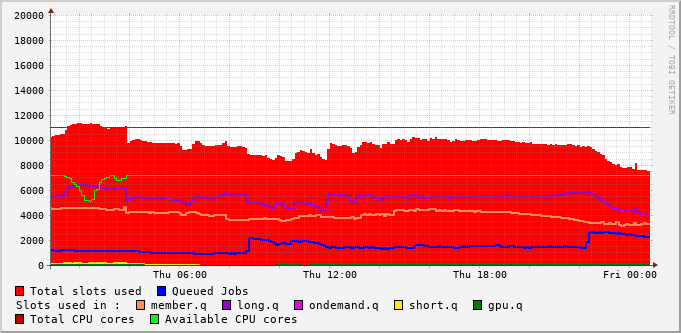 20000
18000
16000
14000
12000
10000
8000
6000
4000
2000
0
Thu 06:00 Thu 12:00 Thu 18:00 Fri 00:00
RRDTOOL / TOBI OETIKER
Total slots used Queued Jobs
Slots used in : member.q long.q ondemand.q short.q gpu.q
Total CPU cores Available CPU cores